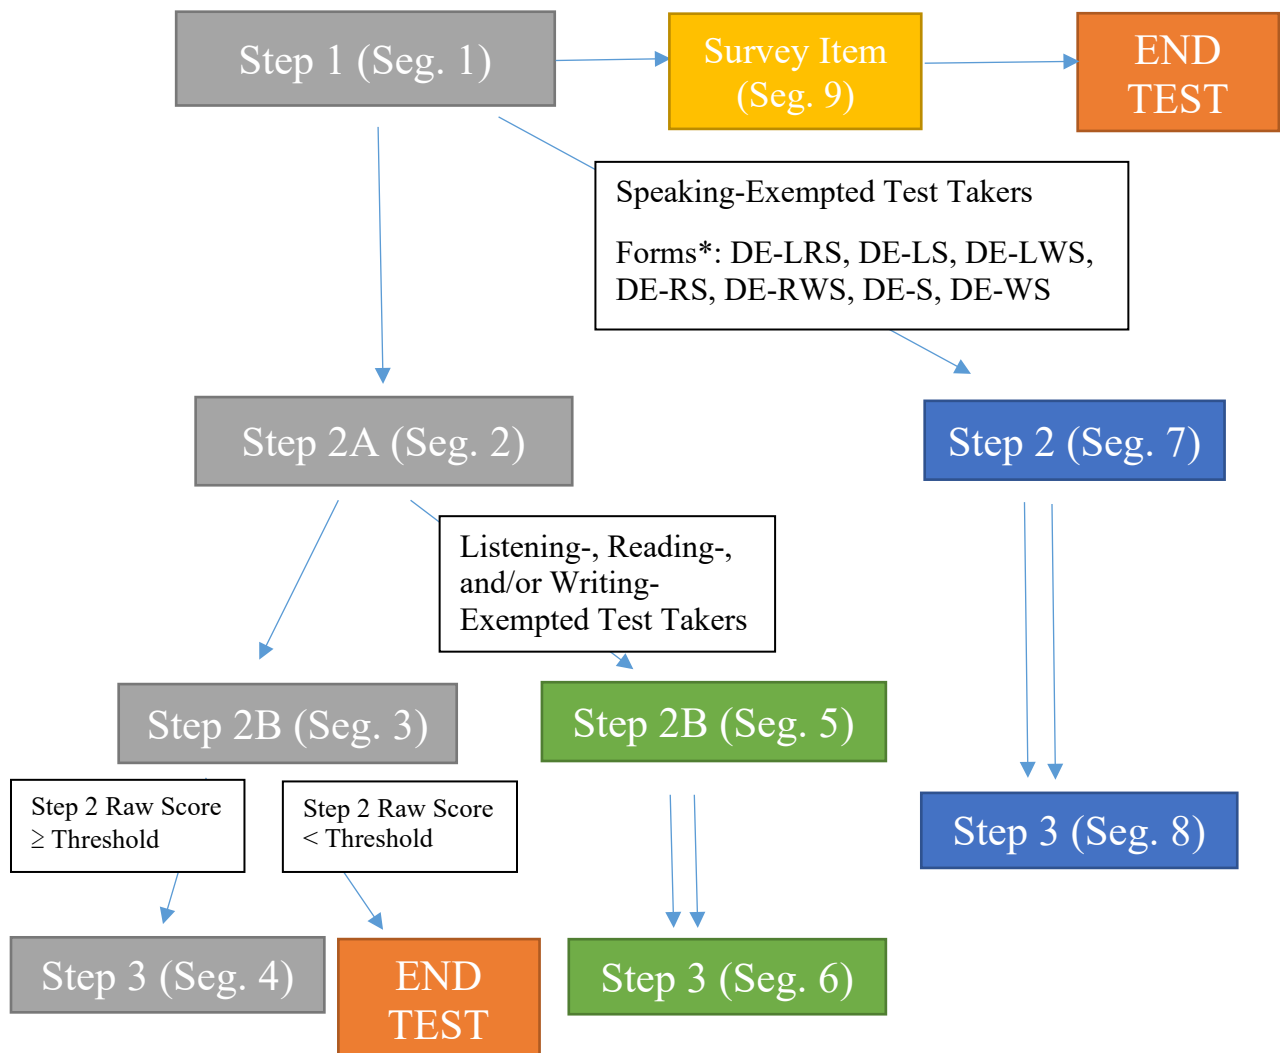 Step 1 (Seg. 1)
Survey Item
(Seg. 9)
END
TEST
Speaking-Exempted Test Takers
Forms*: DE-LRS, DE-LS, DE-LWS,
DE-RS, DE-RWS, DE-S, DE-WS
Step 2A (Seg. 2)
Step 2 (Seg. 7)
Listening-, Reading-,
and/or Writing-
Exempted Test Takers
Step 2B (Seg. 3)
Step 2B (Seg. 5)
Step 2 Raw Score
≥ Threshold
Step 2 Raw Score
< Threshold
Step 3 (Seg. 8)
Step 3 (Seg. 4)
END
TEST
Step 3 (Seg. 6)